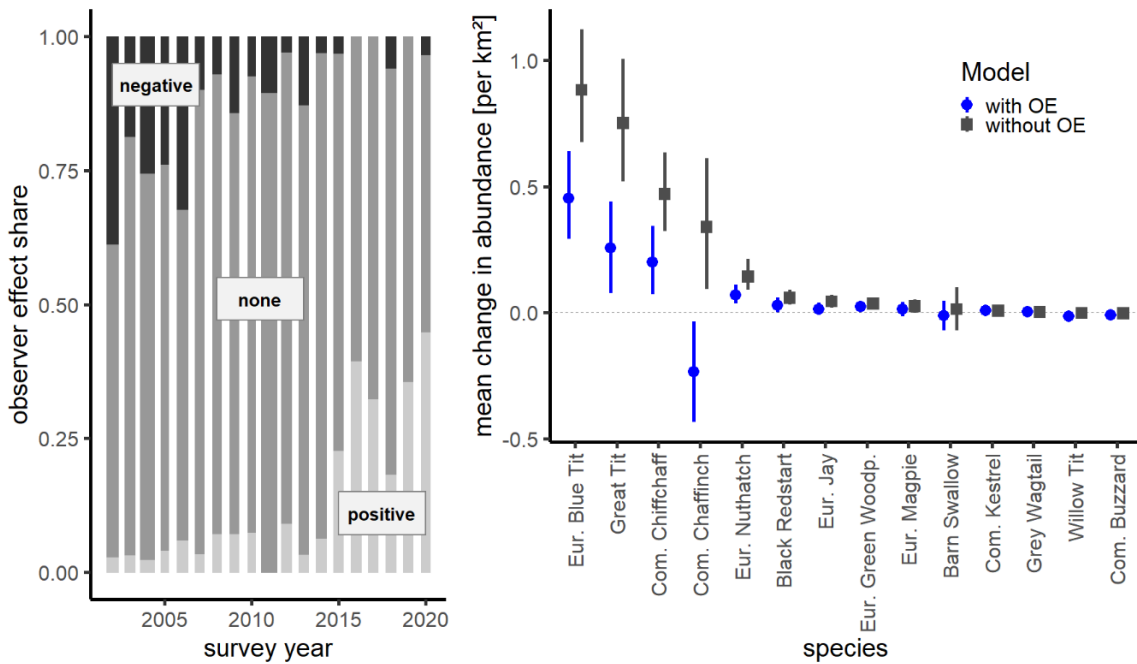 observer effect share
1.00
0.75
0.50
0.25
0.00
negative
none
positive
2005
2010
2015
2020
survey year
mean change in abundance [per km²]
1.0
0.5
0.0
-0.5
Model
with OE
without OE
Eur. Blue Tit
Great Tit
Com. Chiffchaff
Com. Chaffinch
Eur. Nuthatch
Black Redstart
Eur. Jay
Eur. Green Woodp.
Eur. Magpie
Barn Swallow
Com. Kestrel
Grey Wagtail
Willow Tit
Com. Buzzard
species